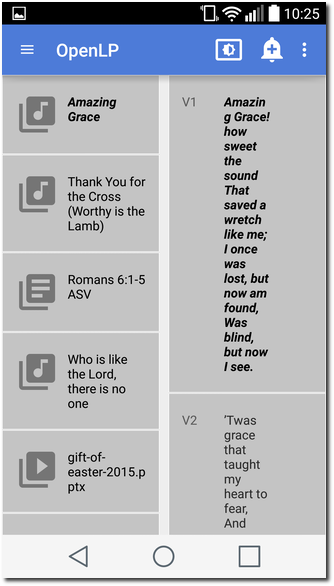 10:25
OpenLP
Amazing
Grace
Thank You for
the Cross
(Worthy is the
Lamb)
Romans 6:1-5
ASV
Who is like
the Lord,
there is no
one
gift-of-
easter-2015.p
ptx
V1
Amazin
g Grace!
how
sweet
the
sound
That
saved a
wretch
like me;
I once
was
lost, but
now am
found,
Was
blind,
but now
I see.
V2
'Twas
grace
that
taught
my
heart to
fear,
And